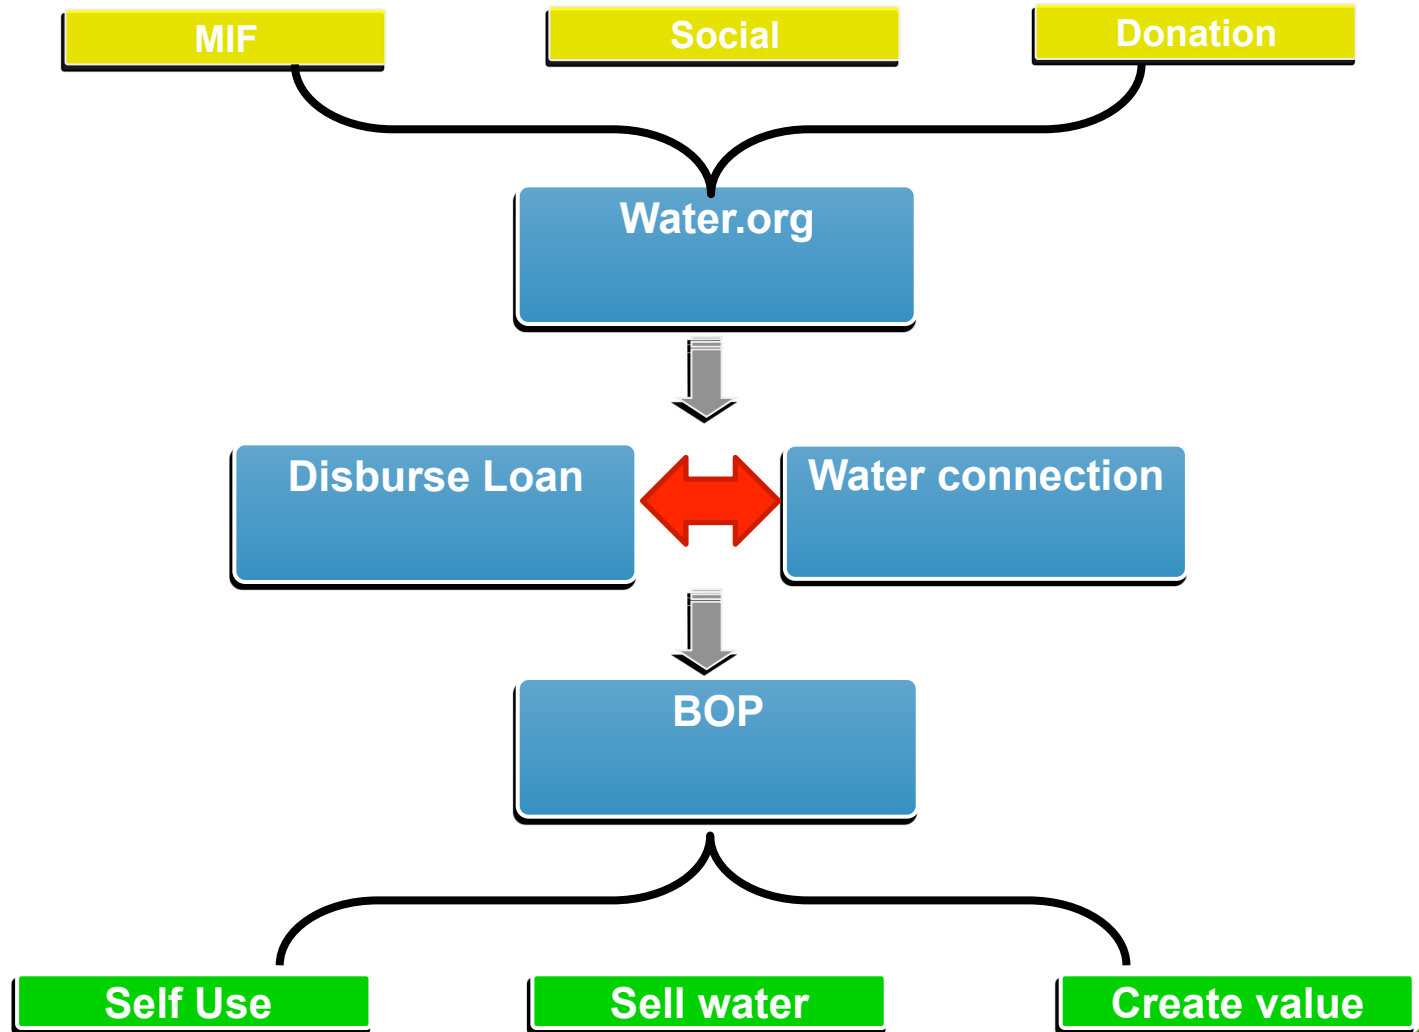 MIF
Social
Donation
Water.org
Disburse Loan
Water connection
BOP
Self Use
Sell water
Create value